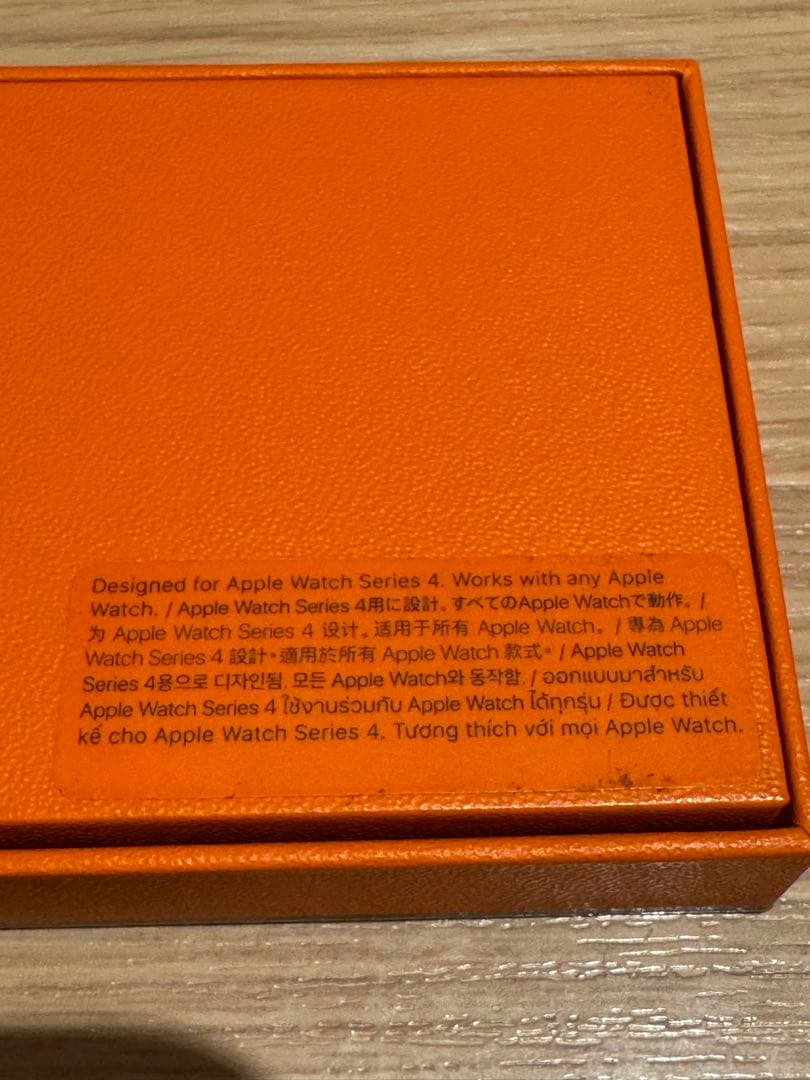 Designed for Apple Watch Series 4. Works with any Apple
Watch. / Apple Watch Series 4用に設計。すべてのApple Watchで動作。 /
为 Apple Watch Series 4 设计。适用于所有 Apple Watch。 / 專為 Apple
Watch Series 4 設計。適用於所有 Apple Watch 款式。 / Apple Watch
Series 4용으로 디자인됨. 모든 Apple Watch와 동작함. / ออกแบบมาสำหรับ
Apple Watch Series 4 ใช้งานร่วมกับ Apple Watch ได้ทุกรุ่น / Được thiết
kế cho Apple Watch Series 4. Tương thích với mọi Apple Watch.